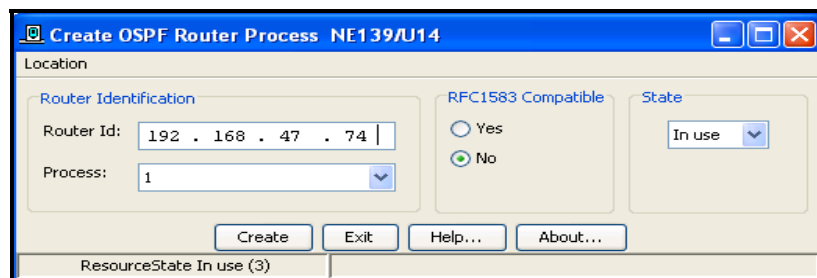 Create OSPF Router Process NE139/U14
Location
Router Identification
Router Id: 192 . 168 . 47 . 74
Process: 1
RFC1583 Compatible
Yes
No
State
In use
Create Exit Help... About...
ResourceState In use (3)